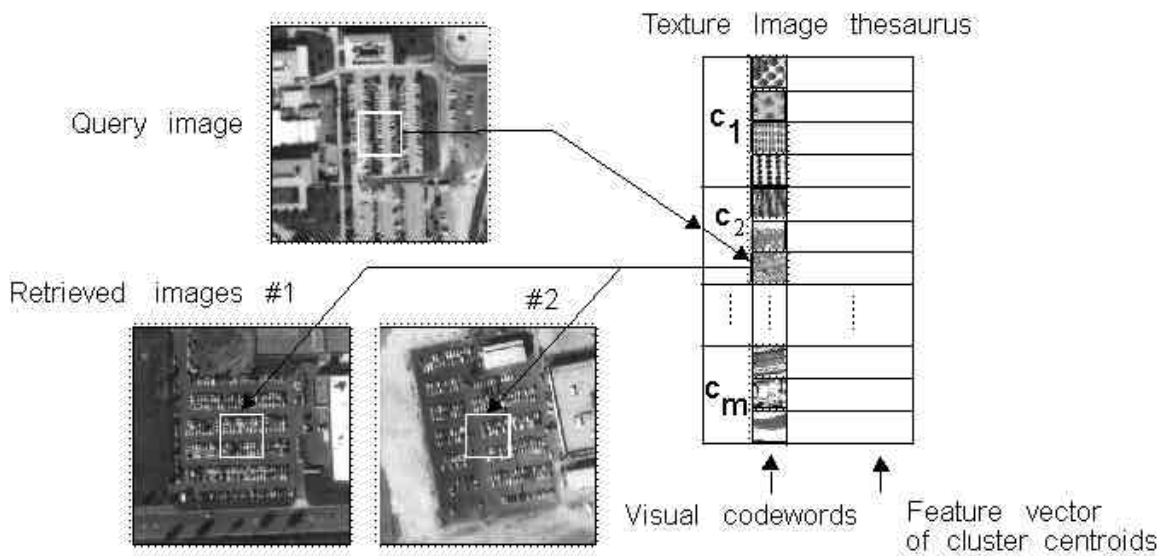 Texture Image thesaurus
Query image
c1
c2
Retrieved images #1
#2
cm
Visual codewords
Feature vector
of cluster centroids